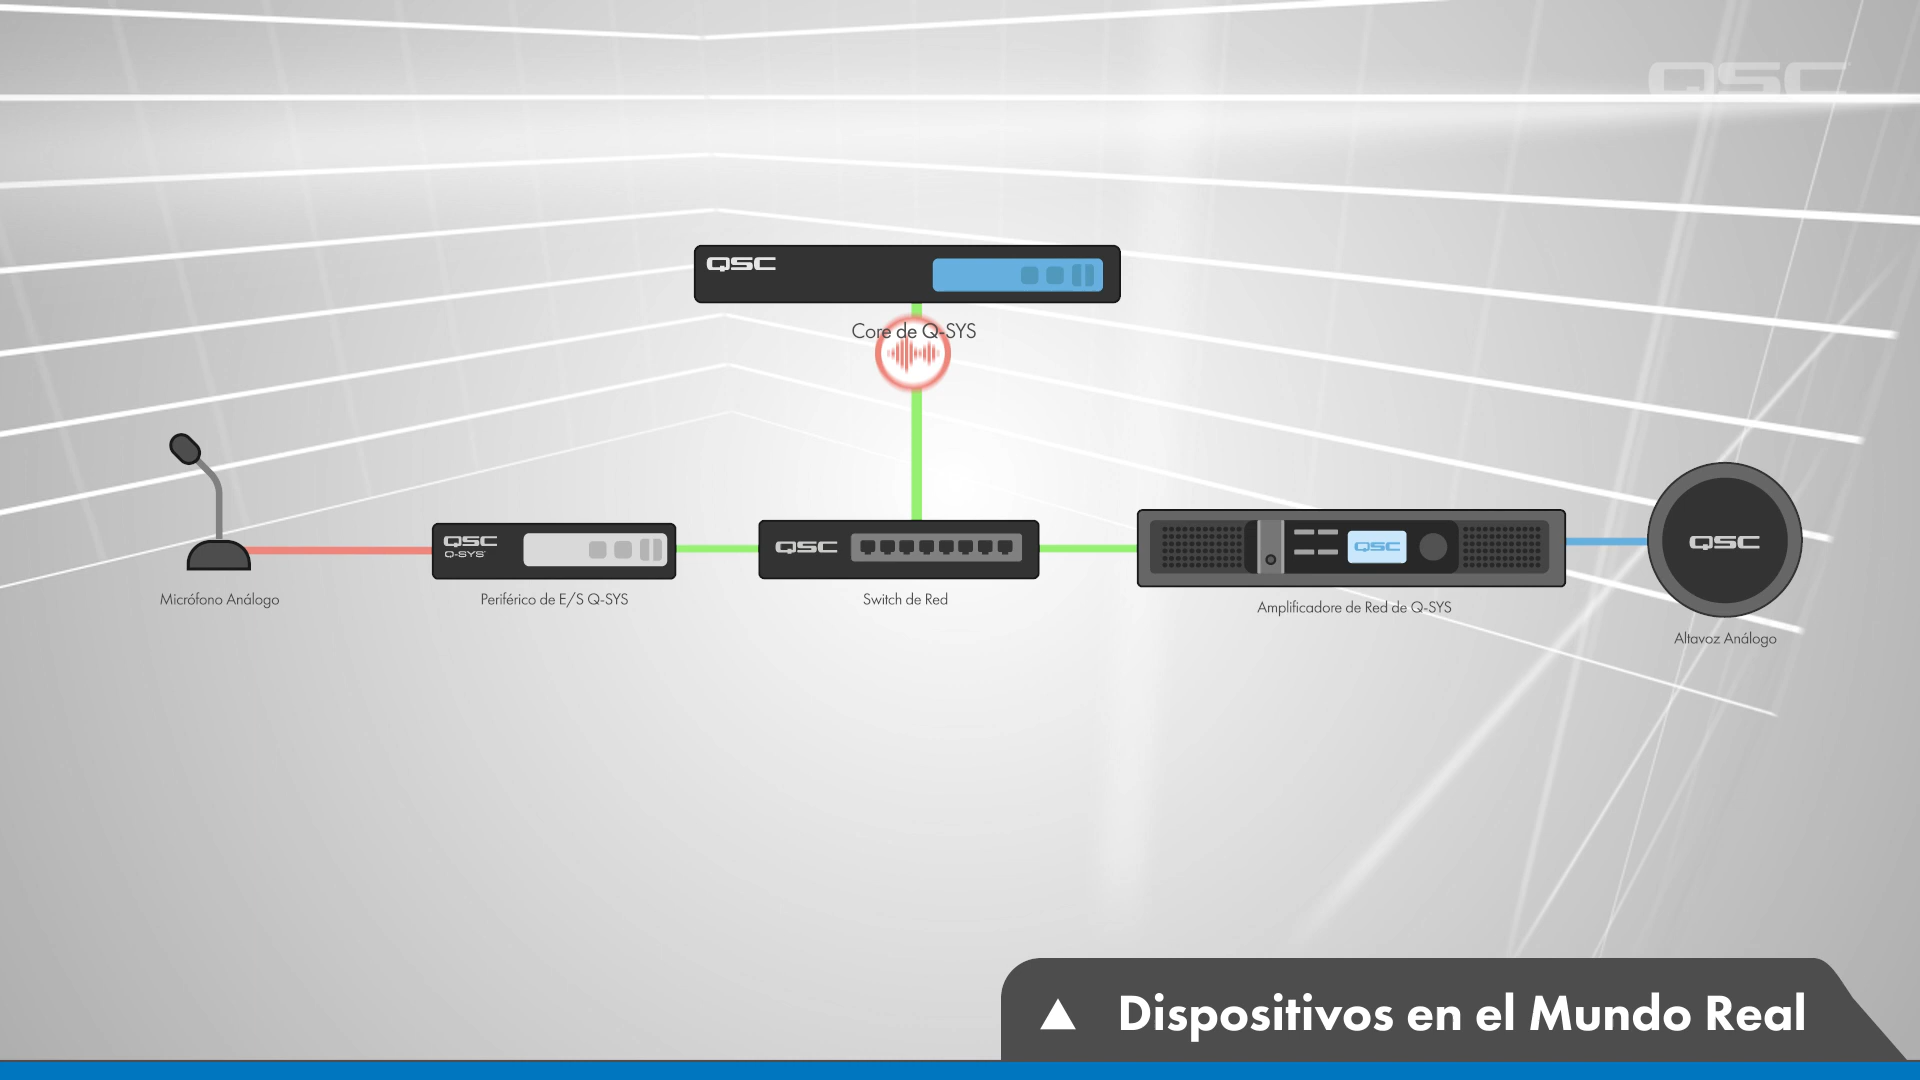 QSC
QSC
Core de Q-SYS
QSC
Q-SYS
QSC
QSC
QSC
Micrófono Análogo
Periférico de E/S Q-SYS
Switch de Red
Amplificadore de Red de Q-SYS
Altavoz Análogo
Dispositivos en el Mundo Real